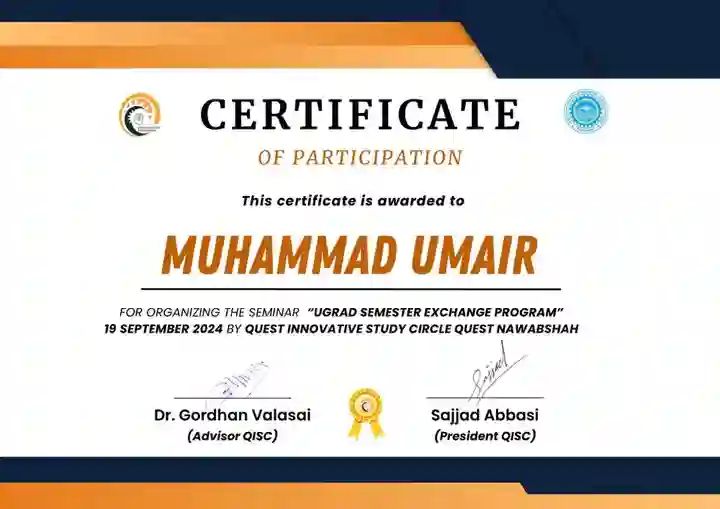 CERTIFICATE
OF PARTICIPATION
This certificate is awarded to
MUHAMMAD UMAIR
FOR ORGANIZING THE SEMINAR “UGRAD SEMESTER EXCHANGE PROGRAM”
19 SEPTEMBER 2024 BY QUEST INNOVATIVE STUDY CIRCLE QUEST NAWABSHAH
Sajjad
Dr. Gordhan Valasai
(Advisor QISC)
Sajjad Abbasi
(President QISC)